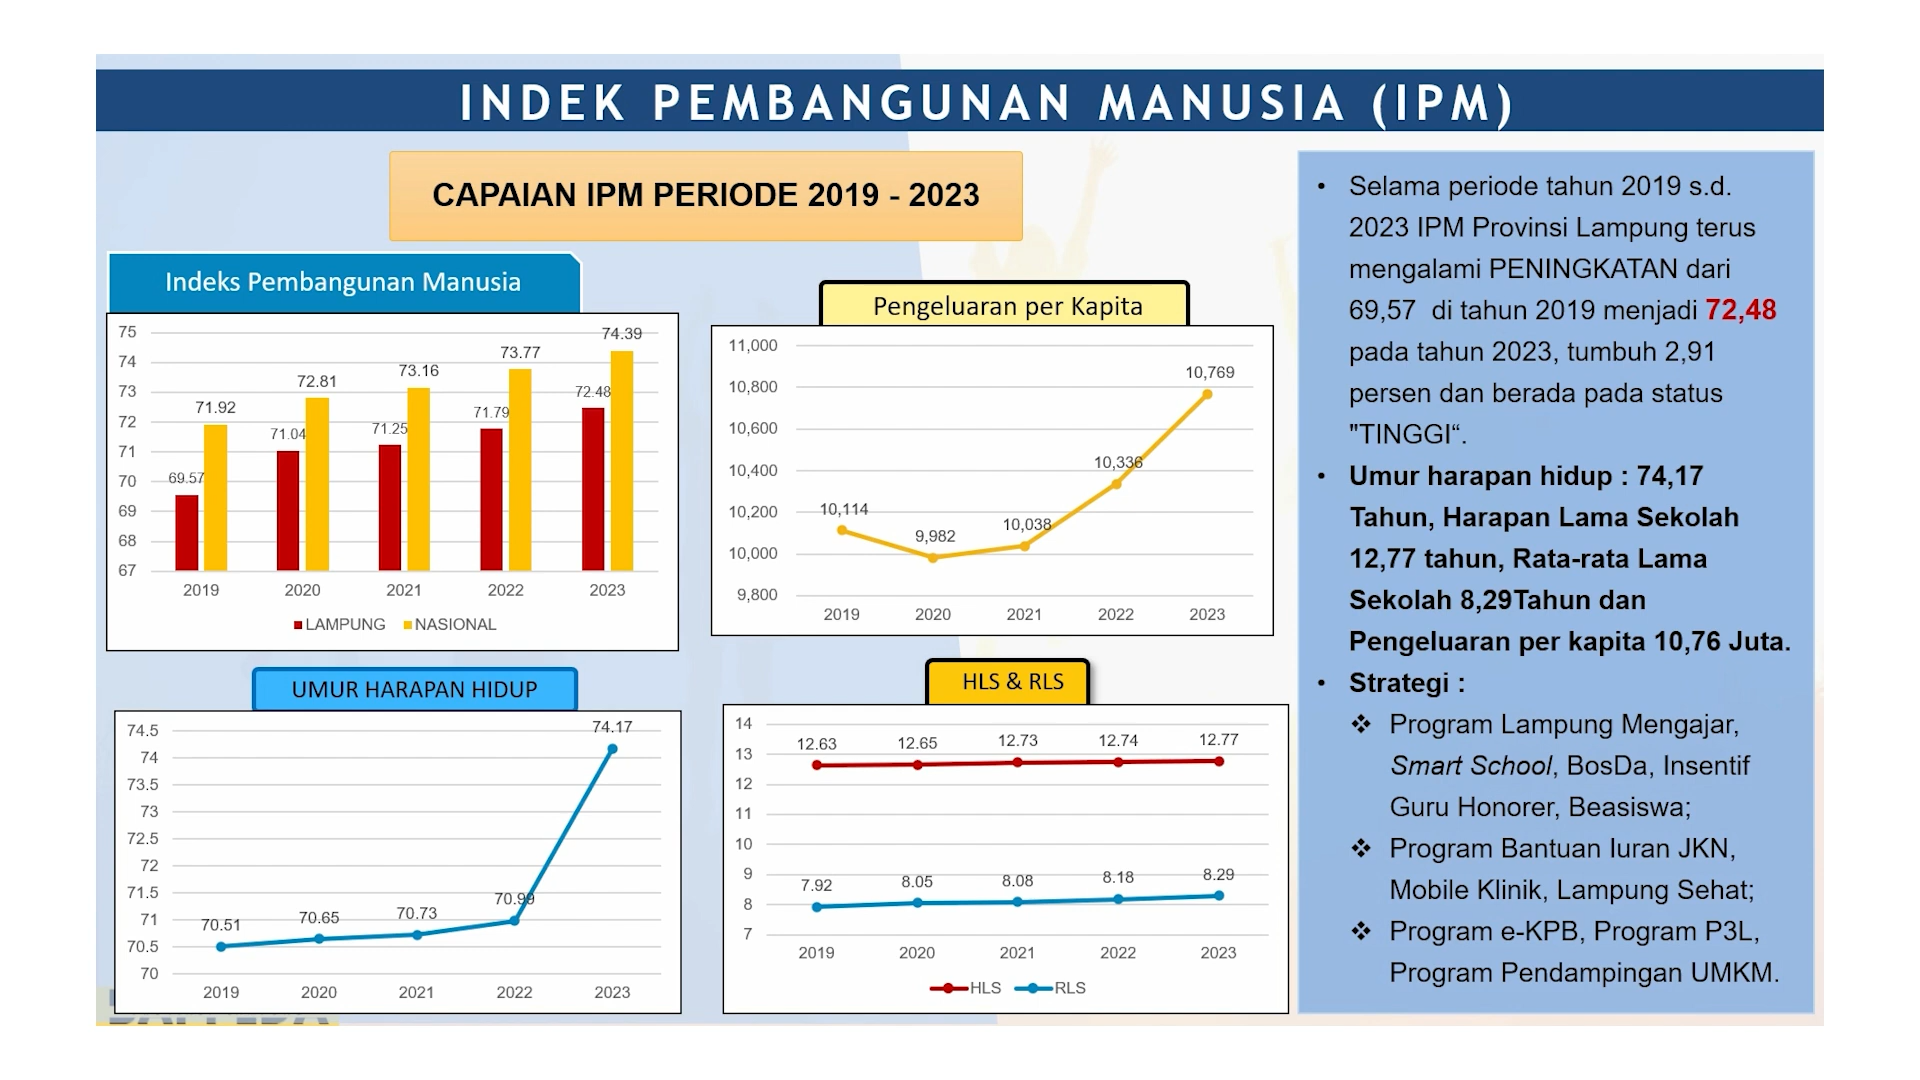 INDEK PEMBANGUNAN MANUSIA (IPM)
CAPAIAN IPM PERIODE 2019 - 2023
Indeks Pembangunan Manusia
75
74
73
72
71
70
69
68
67
69.57
71.92
71.04
72.81
71.25
73.16
71.79
73.77
72.48
74.39
2019 2020 2021 2022 2023
LAMPUNG NASIONAL
Pengeluaran per Kapita
11,000
10,800
10,600
10,400
10,200
10,000
9,800
10,114
9,982
10,038
10,336
10,769
2019 2020 2021 2022 2023
UMUR HARAPAN HIDUP
74.5
74
73.5
73
72.5
72
71.5
71
70.5
70
70.51
70.65
70.73
70.99
74.17
2019 2020 2021 2022 2023
HLS & RLS
14
13
12
11
10
9
8
7
12.63 12.65 12.73 12.74 12.77
7.92 8.05 8.08 8.18 8.29
2019 2020 2021 2022 2023
HLS RLS
• Selama periode tahun 2019 s.d.
2023 IPM Provinsi Lampung terus
mengalami PENINGKATAN dari
69,57 di tahun 2019 menjadi 72,48
pada tahun 2023, tumbuh 2,91
persen dan berada pada status
"TINGGI“.
• Umur harapan hidup : 74,17
Tahun, Harapan Lama Sekolah
12,77 tahun, Rata-rata Lama
Sekolah 8,29Tahun dan
Pengeluaran per kapita 10,76 Juta.
• Strategi :
❖ Program Lampung Mengajar,
Smart School, BosDa, Insentif
Guru Honorer, Beasiswa;
❖ Program Bantuan Iuran JKN,
Mobile Klinik, Lampung Sehat;
❖ Program e-KPB, Program P3L,
Program Pendampingan UMKM.